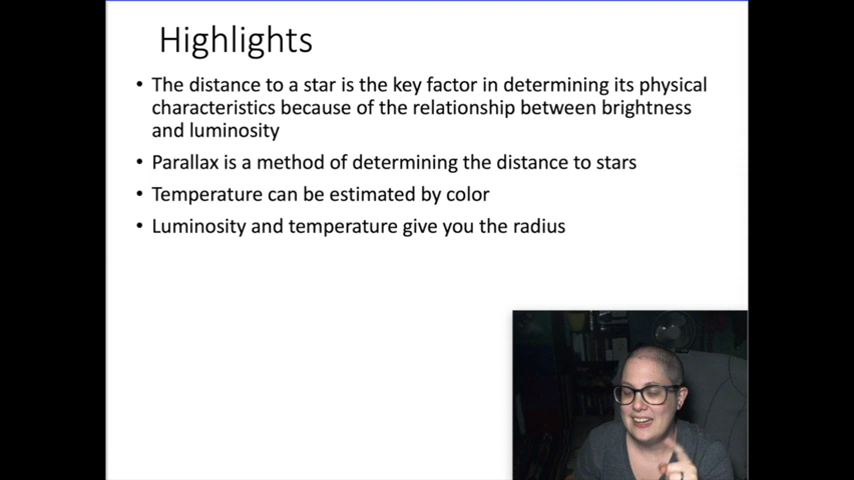 Highlights
• The distance to a star is the key factor in determining its physical
characteristics because of the relationship between brightness
and luminosity
• Parallax is a method of determining the distance to stars
• Temperature can be estimated by color
• Luminosity and temperature give you the radius